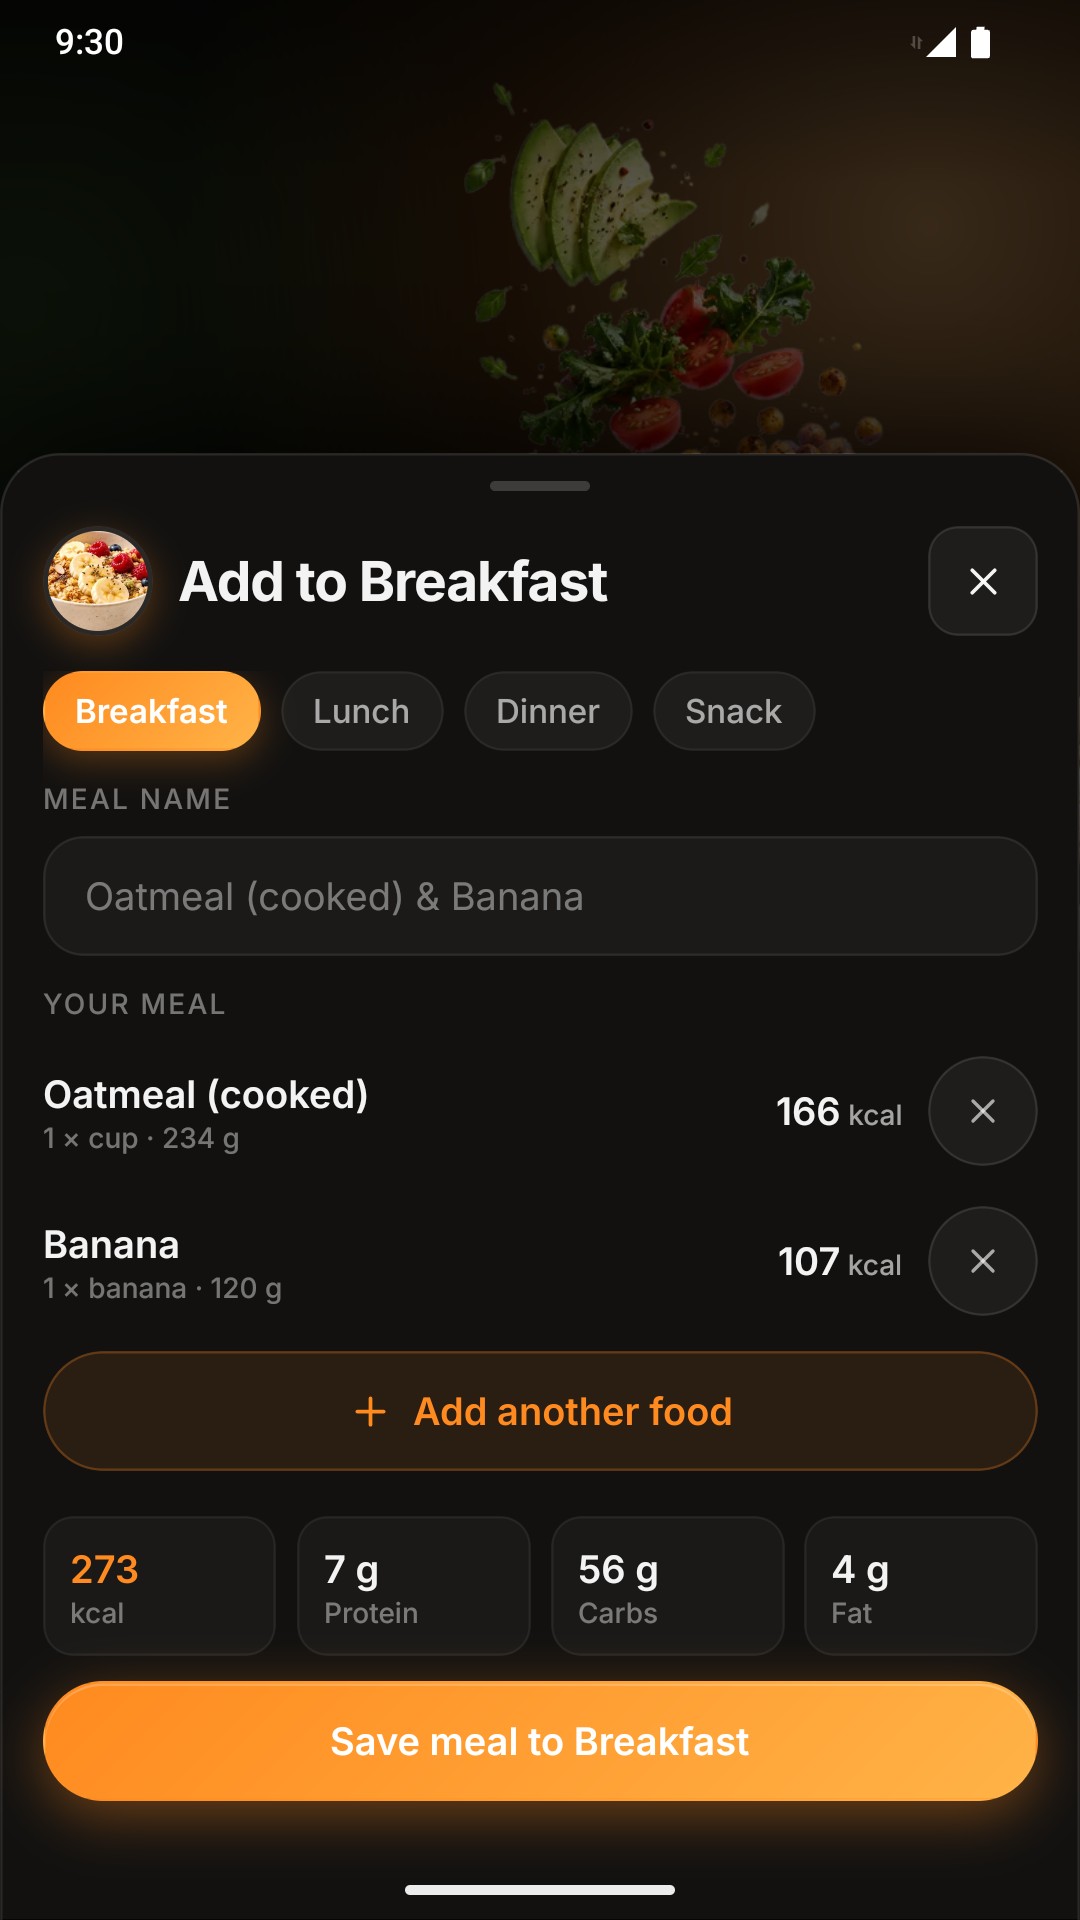 9:30
Add to Breakfast
Breakfast
Lunch
Dinner
Snack
MEAL NAME
Oatmeal (cooked) & Banana
YOUR MEAL
Oatmeal (cooked)
1 × cup · 234 g
166 kcal
Banana
1 × banana · 120 g
107 kcal
Add another food
273
kcal
7 g
Protein
56 g
Carbs
4 g
Fat
Save meal to Breakfast